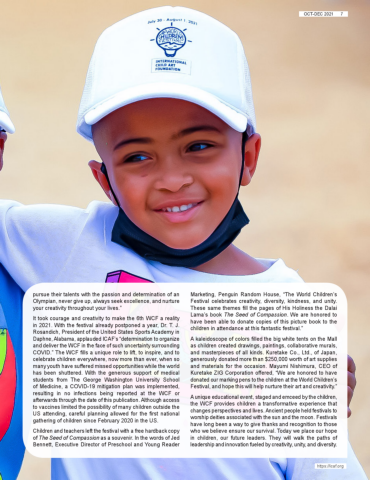 OCT-DEC 2021 7
July 30 - August 1, 2021
WORLD
CHILDREN'S
FESTIVAL
INTERNATIONAL
CHILD ART
FOUNDATION
pursue their talents with the passion and determination of an
Olympian, never give up, always seek excellence, and nurture
your creativity throughout your lives."
It took courage and creativity to make the 6th WCF a reality
in 2021. With the festival already postponed a year, Dr. T. J.
Rosandich, President of the United States Sports Academy in
Daphne, Alabama, applauded ICAF's "determination to organize
and deliver the WCF in the face of such uncertainty surrounding
COVID." The WCF fills a unique role to lift, to inspire, and to
celebrate children everywhere, now more than ever, when so
many youth have suffered missed opportunities while the world
has been shuttered. With the generous support of medical
students from The George Washington University School
of Medicine, a COVID-19 mitigation plan was implemented,
resulting in no infections being reported at the WCF or
afterwards through the date of this publication. Although access
to vaccines limited the possibility of many children outside the
US attending, careful planning allowed for the first national
gathering of children since February 2020 in the US.
Children and teachers left the festival with a free hardback copy
of The Seed of Compassion as a souvenir. In the words of Jed
Bennett, Executive Director of Preschool and Young Reader
Marketing, Penguin Random House, "The World Children's
Festival celebrates creativity, diversity, kindness, and unity.
These same themes fill the pages of His Holiness the Dalai
Lama's book The Seed of Compassion. We are honored to
have been able to donate copies of this picture book to the
children in attendance at this fantastic festival."
A kaleidoscope of colors filled the big white tents on the Mall
as children created drawings, paintings, collaborative murals,
and masterpieces of all kinds. Kuretake Co., Ltd., of Japan,
generously donated more than $250,000 worth of art supplies
and materials for the occasion. Mayumi Nishimura, CEO of
Kuretake ZIG Corporation offered, "We are honored to have
donated our marking pens to the children at the World Children's
Festival, and hope this will help nurture their art and creativity."
A unique educational event, staged and emceed by the children,
the WCF provides children a transformative experience that
changes perspectives and lives. Ancient people held festivals to
worship deities associated with the sun and the moon. Festivals
have long been a way to give thanks and recognition to those
who we believe ensure our survival. Today we place our hope
in children, our future leaders. They will walk the paths of
leadership and innovation fueled by creativity, unity, and diversity.
https://icaf.org